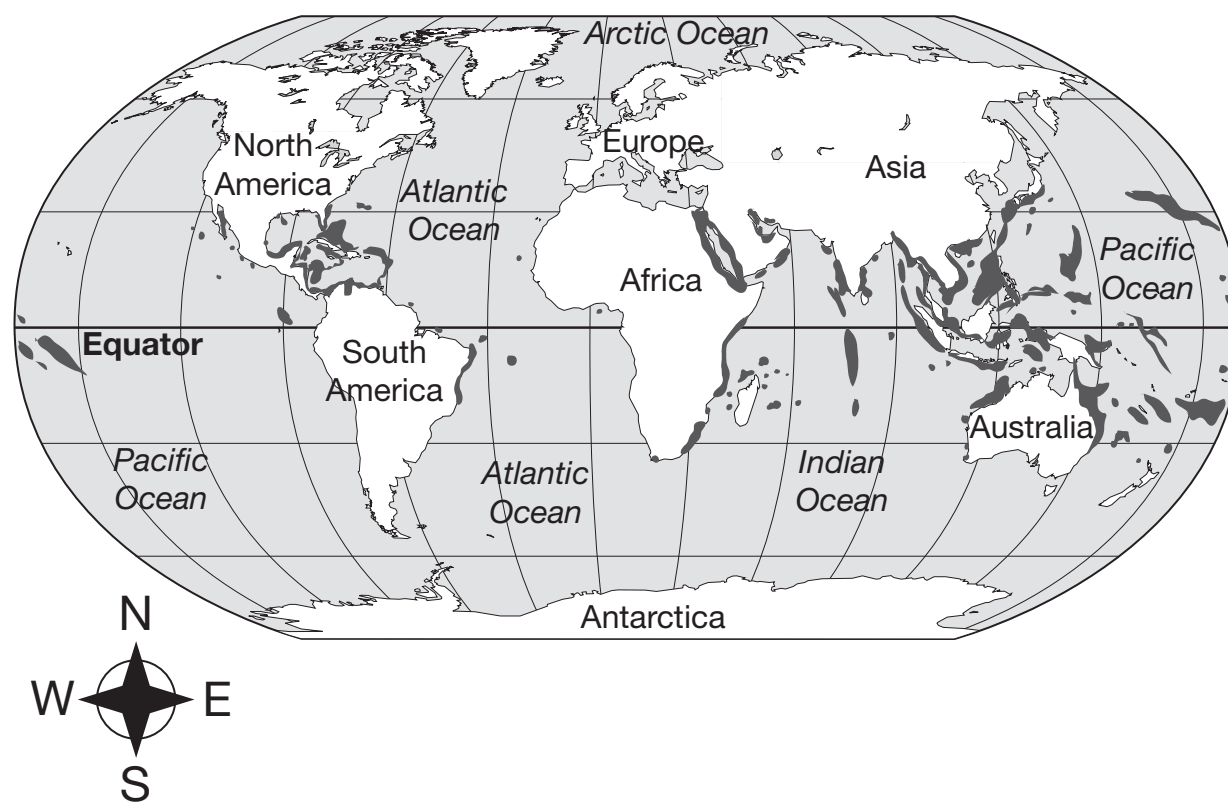 Arctic Ocean
North
America
Europe
Asia
Atlantic
Ocean
Pacific
Ocean
Africa
Equator
South
America
Australia
Pacific
Ocean
Atlantic
Ocean
Indian
Ocean
Antarctica
N
W E
S